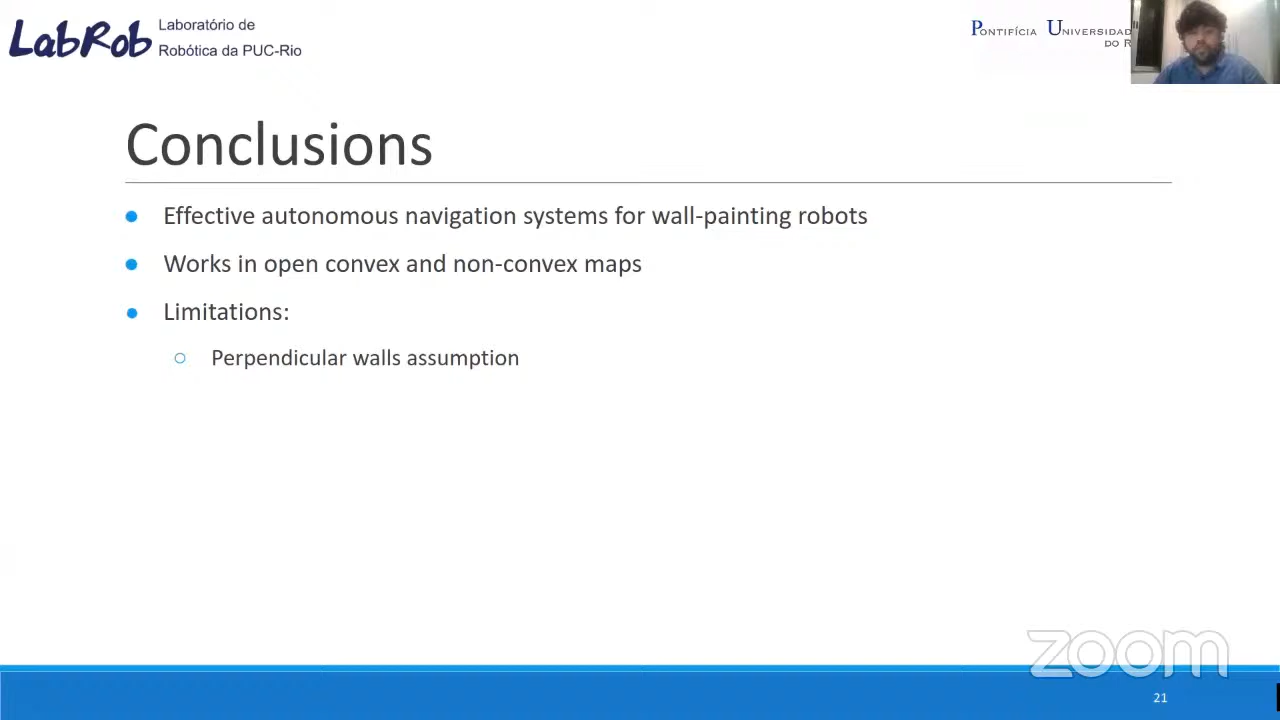 LabRob
Laboratório de
Robótica da PUC-Rio
PONTIFÍCIA
DO
Conclusions
Effective autonomous navigation systems for wall-painting robots
Works in open convex and non-convex maps
Limitations:
Perpendicular walls assumption
zoom
21